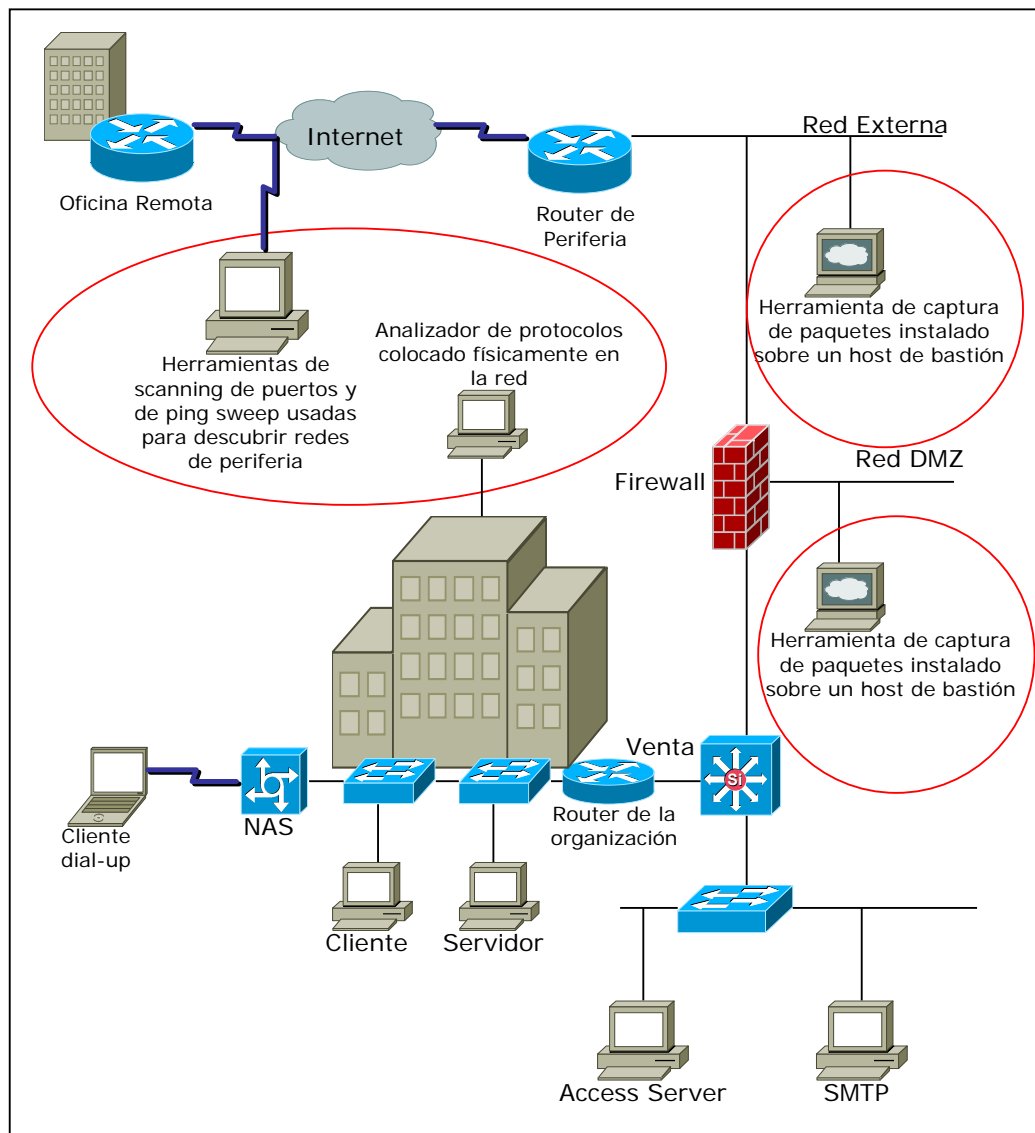 Internet
Red Externa
Oficina Remota
Router de
Periferia
Herramienta de captura
de paquetes instalado
sobre un host de bastión
Analizador de protocolos
colocado físicamente en
la red
Herramientas de
scanning de puertos y
de ping sweep usadas
para descubrir redes
de periferia
Firewall
Red DMZ
Herramienta de captura
de paquetes instalado
sobre un host de bastión
Venta
Si
NAS
Router de la
organización
Cliente
dial-up
Cliente
Servidor
Access Server
SMTP